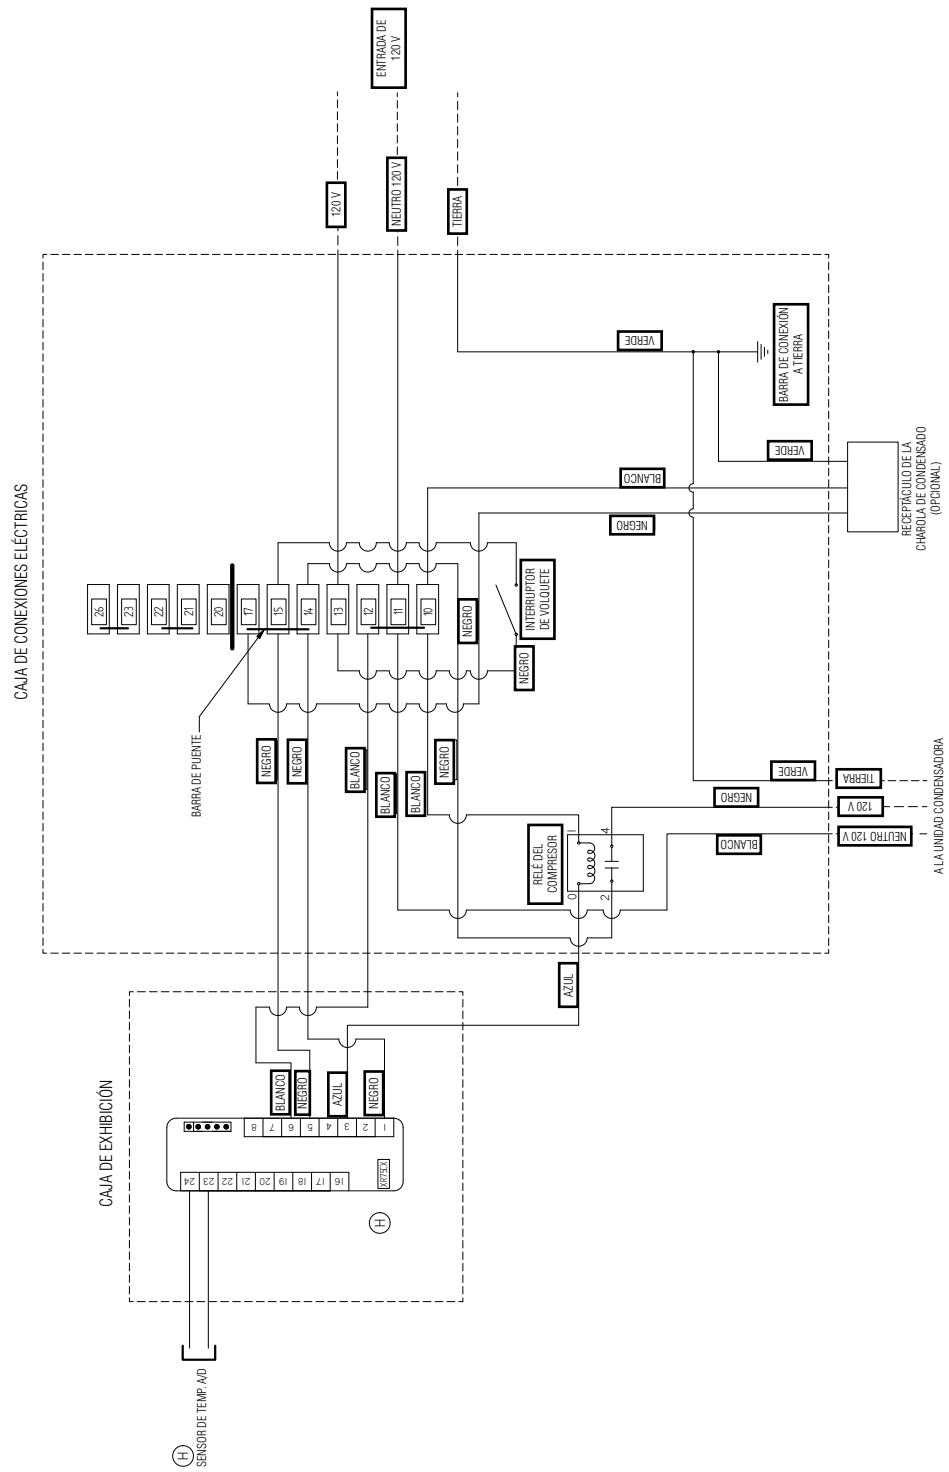 ENTRADA DE
120 V
120 V
NEUTRO 120 V
TIERRA
CAJA DE CONEXIONES ELÉCTRICAS
VERDE
BARRA DE CONEXIÓN
A TIERRA
VERDE
BLANCO
NEGRO
RECEPTÁCULO DE LA
CHAROLA DE CONDENSADO
(OPCIONAL)
26
23
22
21
20
17
15
14
13
12
11
10
NEGRO
INTERRUPTOR
DE VOLQUETE
NEGRO
BARRA DE PUENTE
NEGRO
NEGRO
BLANCO
BLANCO
BLANCO
NEGRO
VERDE
TIERRA
NEGRO
120 V
BLANCO
NEUTRO 120 V
A LA UNIDAD CONDENSADORA
RELÉ DEL
COMPRESOR
1
4
0
2
AZUL
CAJA DE EXHIBICIÓN
BLANCO
NEGRO
AZUL
NEGRO
8
7
6
5
4
3
2
1
24
23
22
21
20
19
18
17
16
XR75CX
H
H
SENSOR DE TEMP. A/D